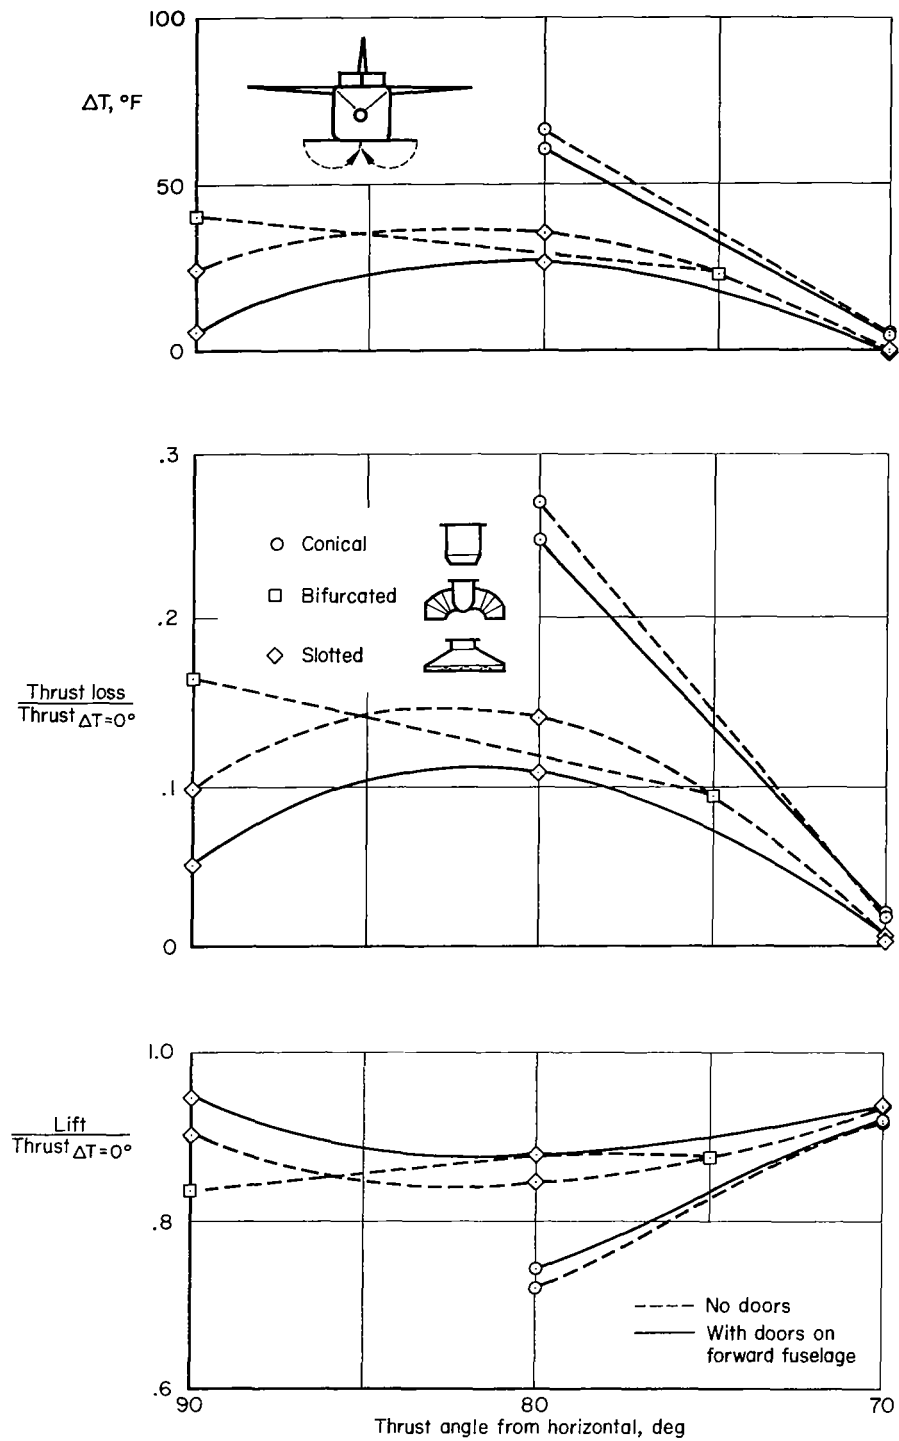 100
ΔT, °F
50
0
.3
Conical
Bifurcated
.2
Slotted
Thrust loss
Thrust ΔT=0°
.1
0
1.0
Lift
Thrust ΔT=0°
.8
No doors
With doors on
forward fuselage
.6
90 80 70
Thrust angle from horizontal, deg